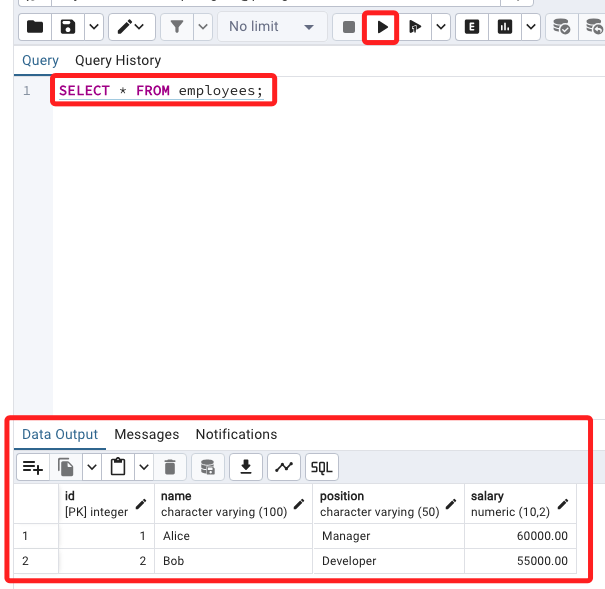 No limit
E
Query Query History
1 SELECT * FROM employees;
Data Output Messages Notifications
SQL
id name position salary
[PK] integer character varying (100) character varying (50) numeric (10,2)
1 1 Alice Manager 60000.00
2 2 Bob Developer 55000.00